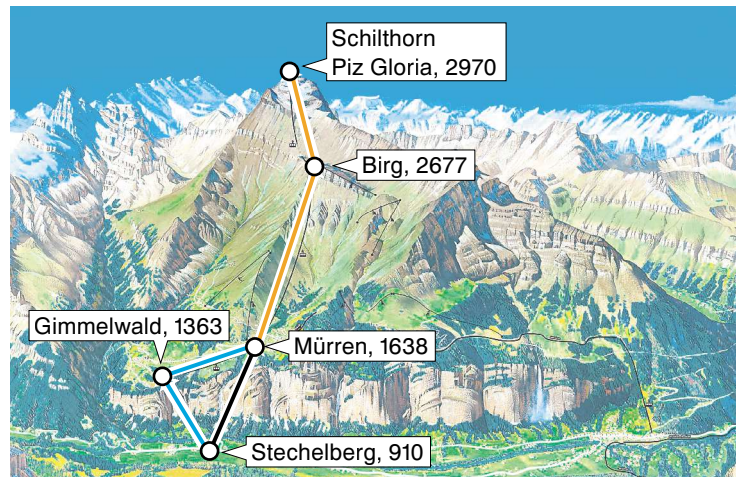 Schilthorn
Piz Gloria, 2970
Birg, 2677
Gimmelwald, 1363
Mürren, 1638
Stechelberg, 910